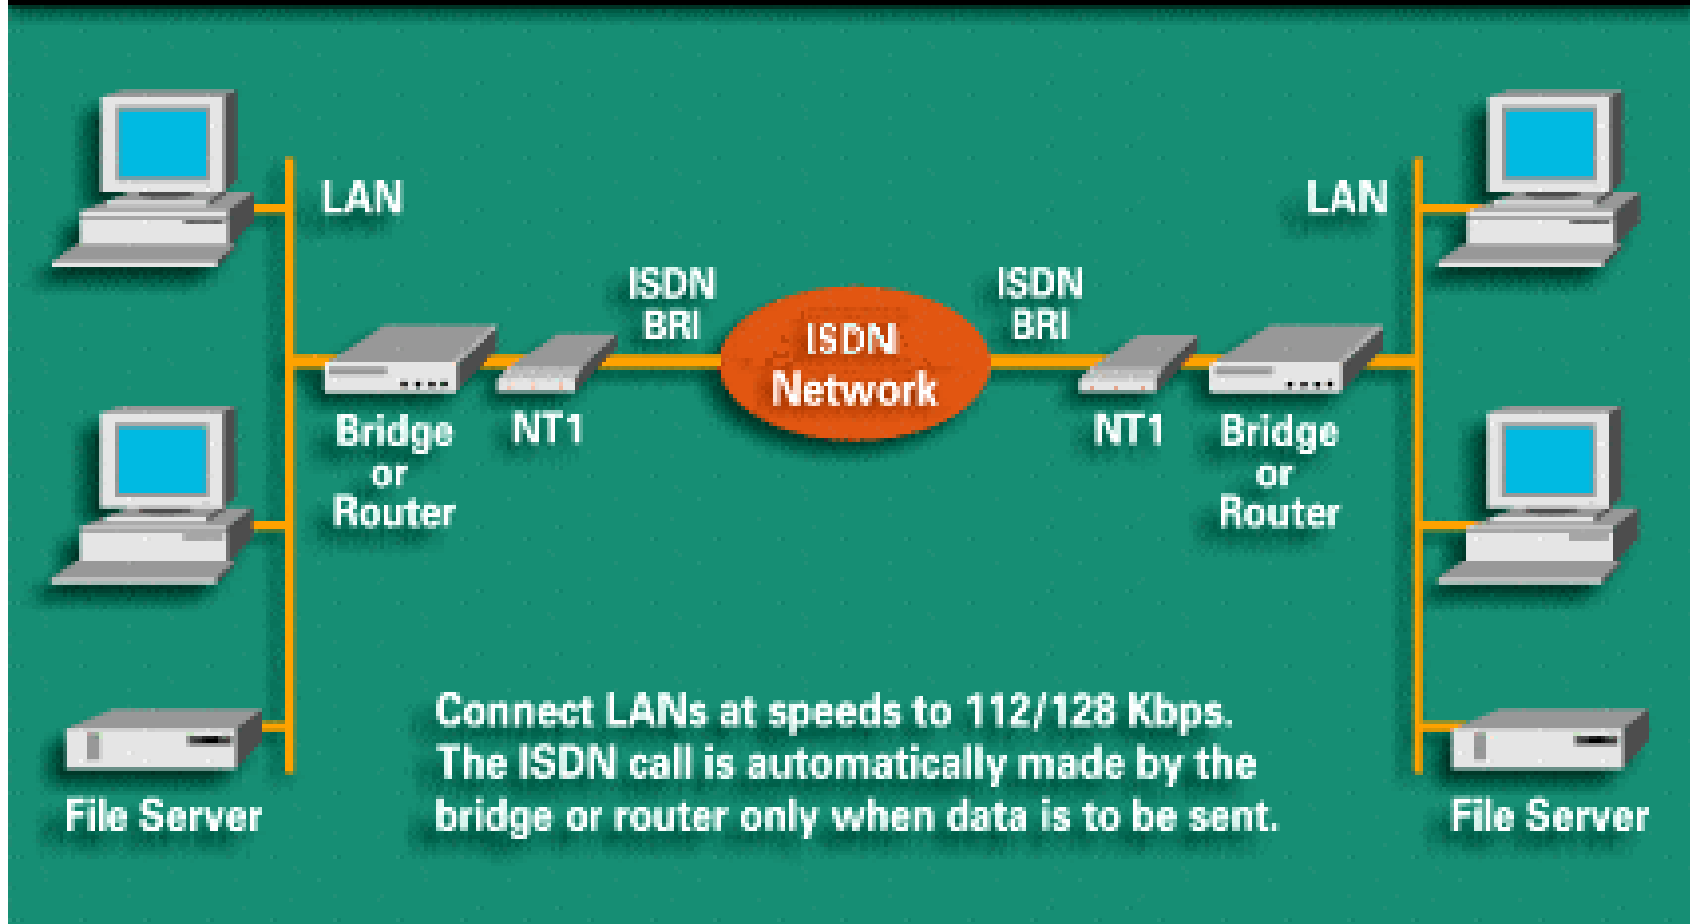 LAN
LAN
ISDN
BRI
ISDN
Network
ISDN
BRI
Bridge
or
Router
NT1
NT1
Bridge
or
Router
Connect LANs at speeds to 112/128 Kbps.
The ISDN call is automatically made by the
bridge or router only when data is to be sent.
File Server
File Server